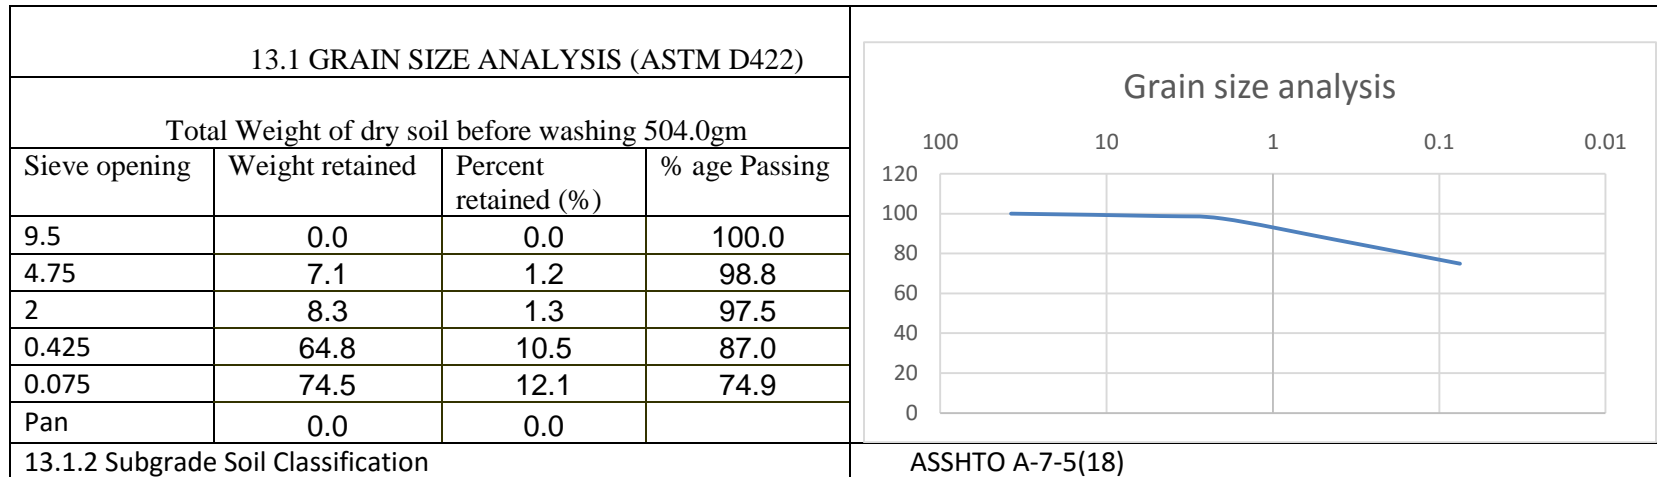 13.1 GRAIN SIZE ANALYSIS (ASTM D422)
Total Weight of dry soil before washing 504.0gm
Sieve opening Weight retained Percent retained (%) % age Passing
9.5 0.0 0.0 100.0
4.75 7.1 1.2 98.8
2 8.3 1.3 97.5
0.425 64.8 10.5 87.0
0.075 74.5 12.1 74.9
Pan 0.0 0.0
Grain size analysis
100 10 1 0.1 0.01
120
100
80
60
40
20
0
13.1.2 Subgrade Soil Classification ASSHTO A-7-5(18)